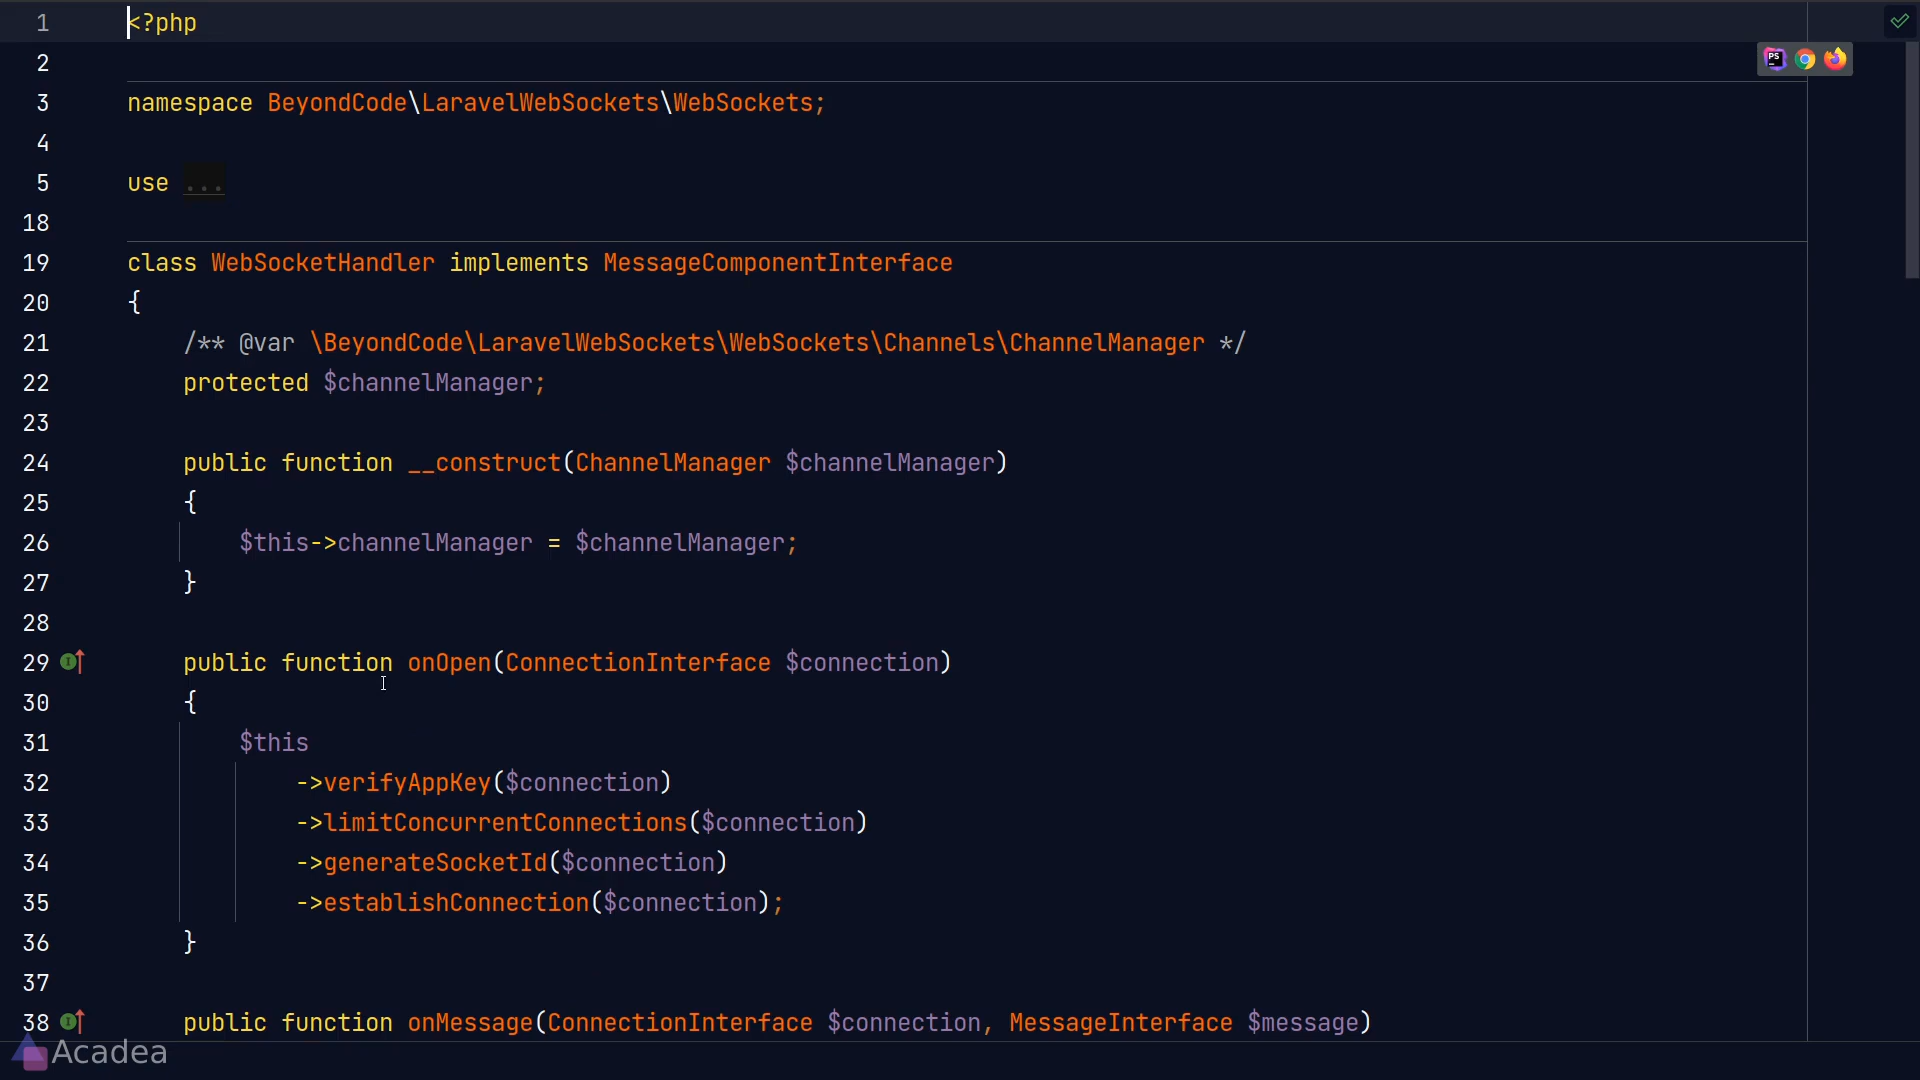 1 <?php
2
3 namespace BeyondCode\LaravelWebSockets\WebSockets;
4
5 use ...
18
19 class WebSocketHandler implements MessageComponentInterface
20 {
21 /** @var \BeyondCode\LaravelWebSockets\WebSockets\Channels\ChannelManager */
22 protected $channelManager;
23
24 public function __construct(ChannelManager $channelManager)
25 {
26 $this->channelManager = $channelManager;
27 }
28
29 public function onOpen(ConnectionInterface $connection)
30 {
31 $this
32 ->verifyAppKey($connection)
33 ->limitConcurrentConnections($connection)
34 ->generateSocketId($connection)
35 ->establishConnection($connection);
36 }
37
38 public function onMessage(ConnectionInterface $connection, MessageInterface $message)
Acadea